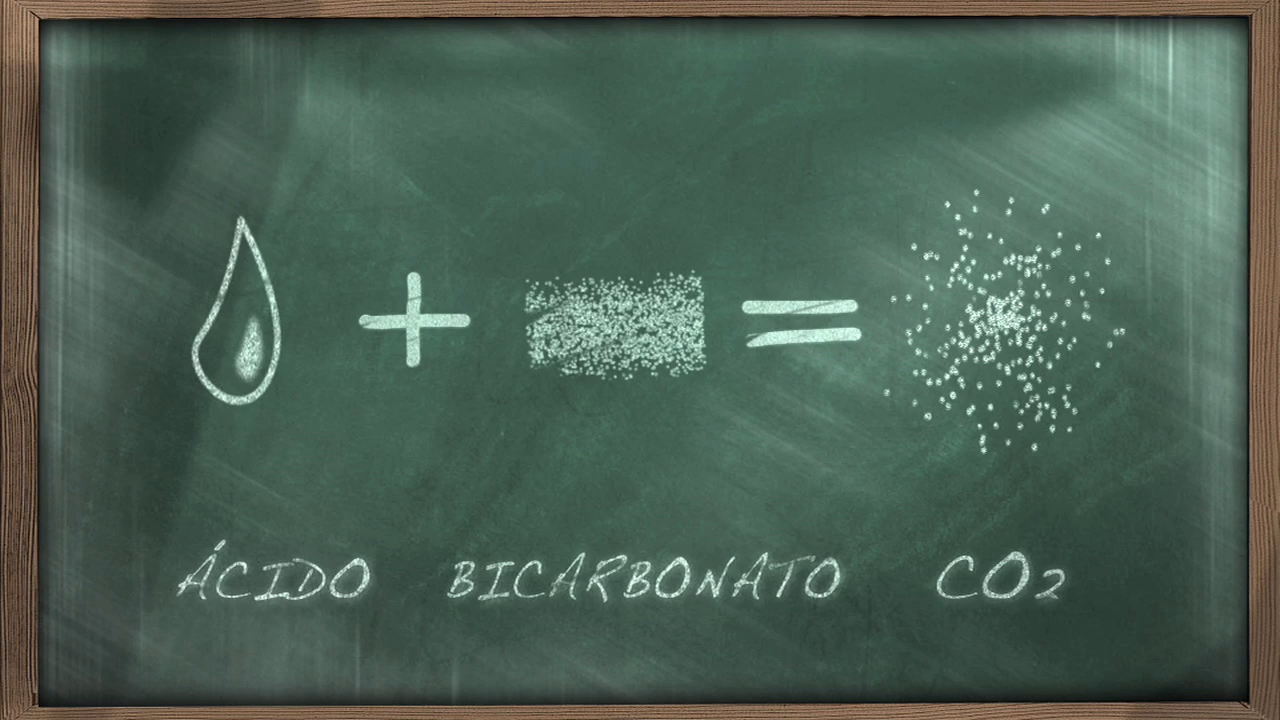 + =
ÁCIDO BICARBONATO CO2